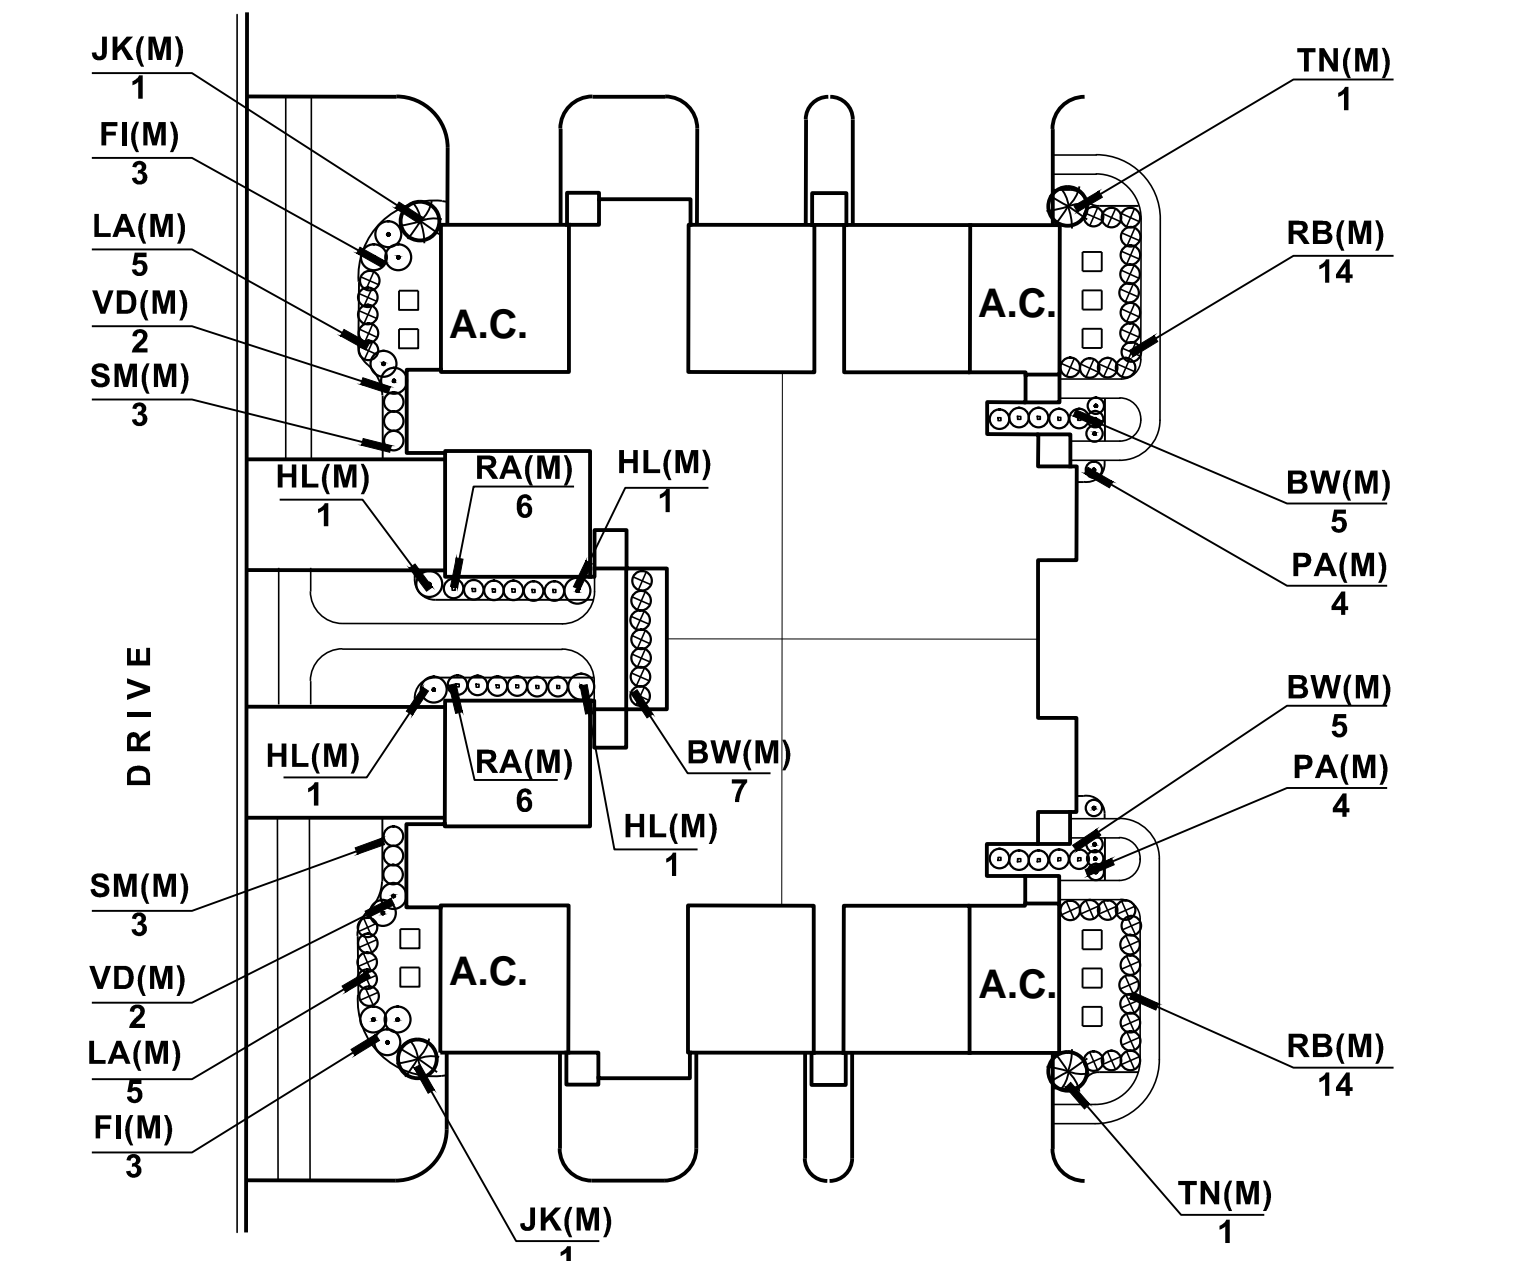 JK(M)
1
FI(M)
3
LA(M)
5
VD(M)
2
SM(M)
3
TN(M)
1
RB(M)
14
A.C.
A.C.
HL(M)
1
RA(M)
6
HL(M)
1
BW(M)
5
PA(M)
4
DRIVE
HL(M)
1
RA(M)
6
BW(M)
7
HL(M)
1
BW(M)
5
PA(M)
4
SM(M)
3
VD(M)
2
LA(M)
5
FI(M)
3
A.C.
A.C.
RB(M)
14
TN(M)
1
JK(M)
1